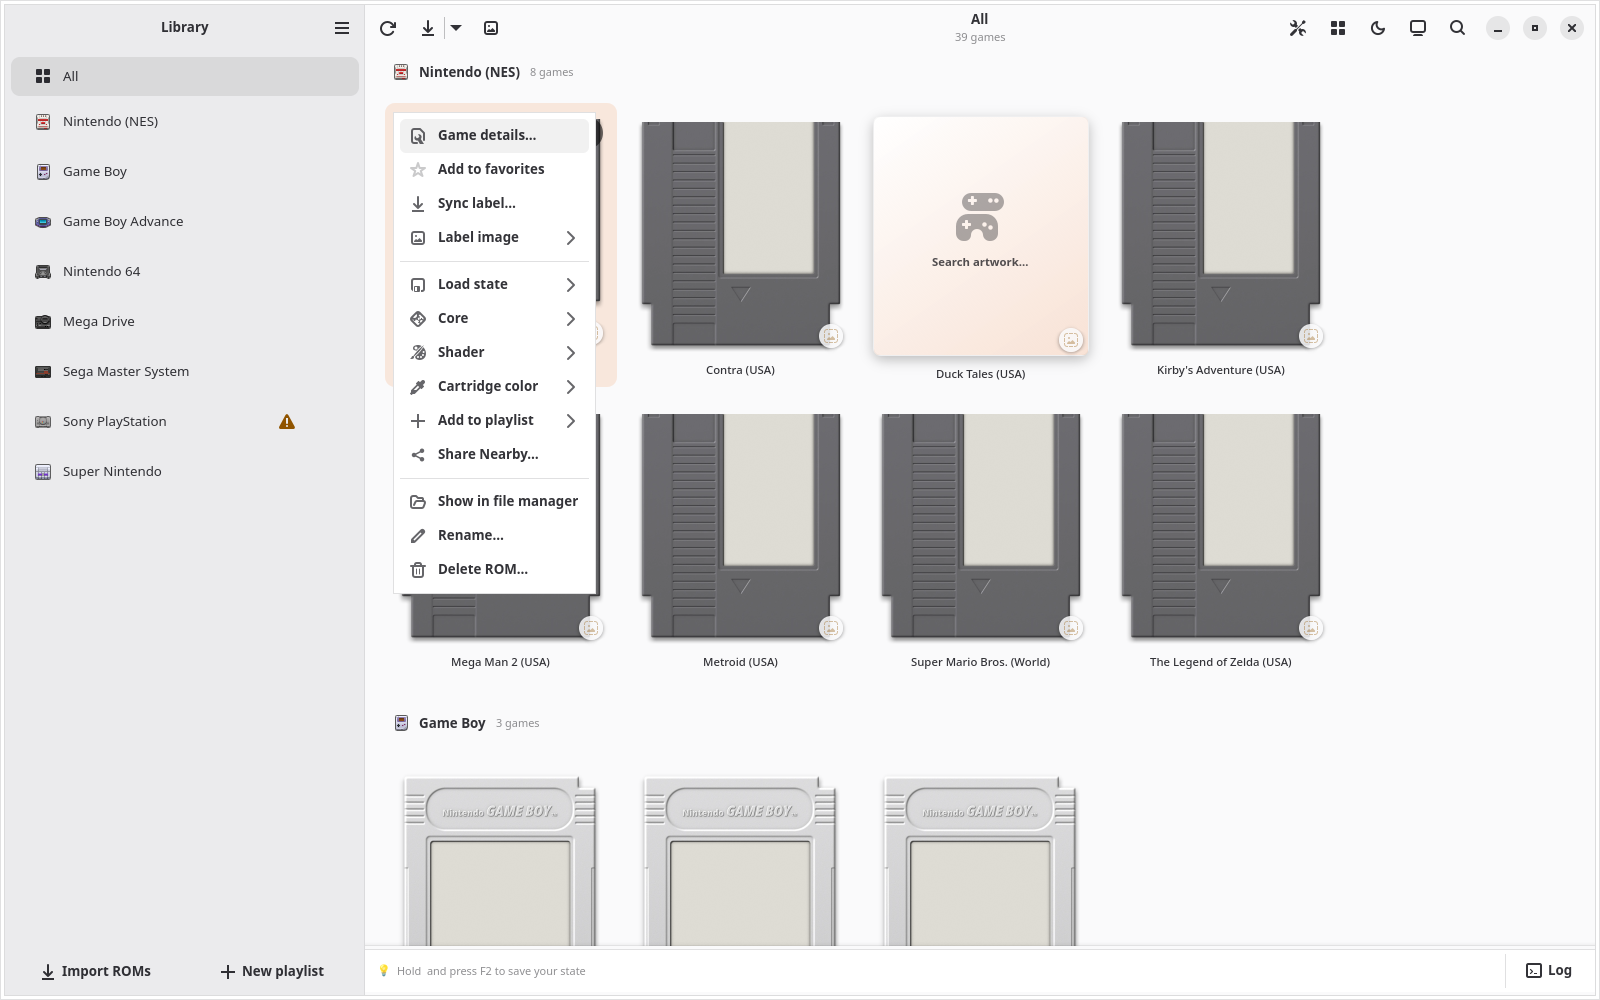 Library
All
39 games
All
Nintendo (NES)
Game Boy
Game Boy Advance
Nintendo 64
Mega Drive
Sega Master System
Sony PlayStation
Super Nintendo
Import ROMs
New playlist
Nintendo (NES) 8 games
Game details...
Add to favorites
Sync label...
Label image
Load state
Core
Shader
Cartridge color
Add to playlist
Share Nearby...
Show in file manager
Rename...
Delete ROM...
Search artwork...
Contra (USA)
Duck Tales (USA)
Kirby's Adventure (USA)
Mega Man 2 (USA)
Metroid (USA)
Super Mario Bros. (World)
The Legend of Zelda (USA)
Game Boy 3 games
Nintendo GAME BOY
Nintendo GAME BOY
Nintendo GAME BOY
Hold and press F2 to save your state
Log